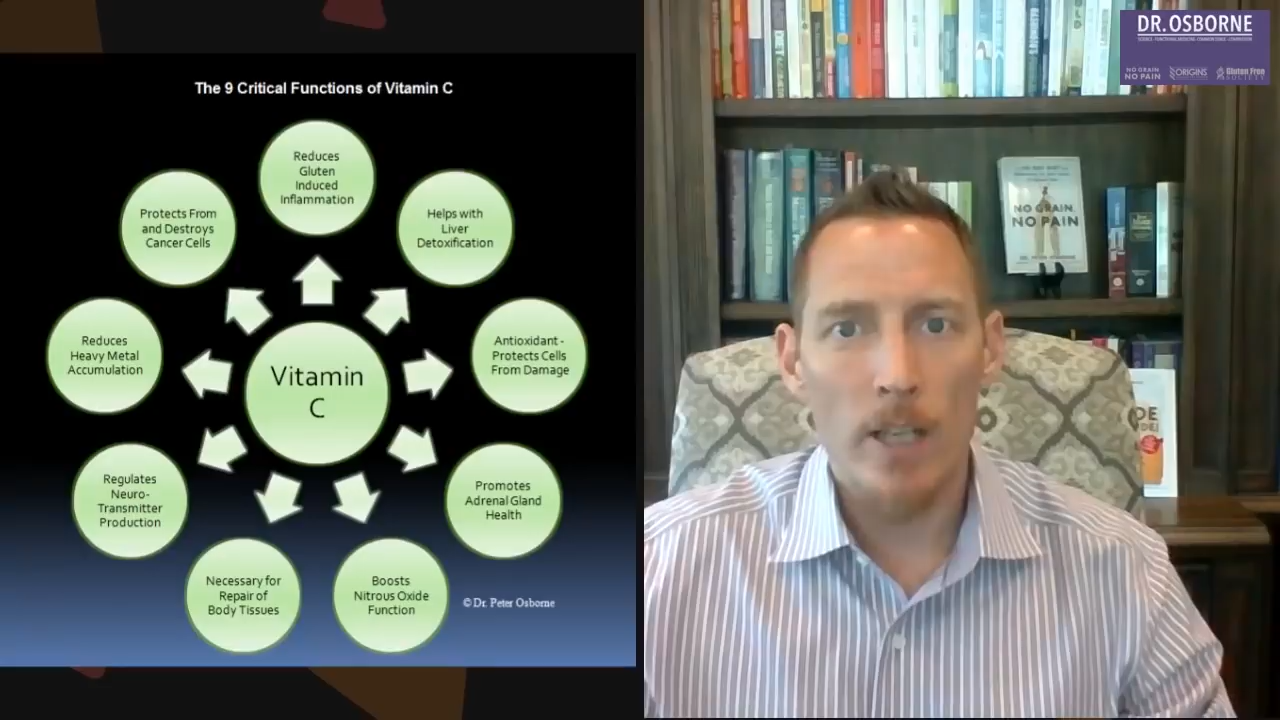 The 9 Critical Functions of Vitamin C
Reduces
Gluten
Induced
Inflammation
Helps with
Liver
Detoxification
Antioxidant -
Protects Cells
From Damage
Promotes
Adrenal Gland
Health
Boosts
Nitrous Oxide
Function
Necessary for
Repair of
Body Tissues
Regulates
Neuro-
Transmitter
Production
Reduces
Heavy Metal
Accumulation
Protects From
and Destroys
Cancer Cells
Vitamin
C
© Dr. Peter Osborne
DR. OSBORNE
NO GRAIN
NO PAIN
ORIGINS
Gluten Free
SOCIETY
NO GRAIN
NO PAIN